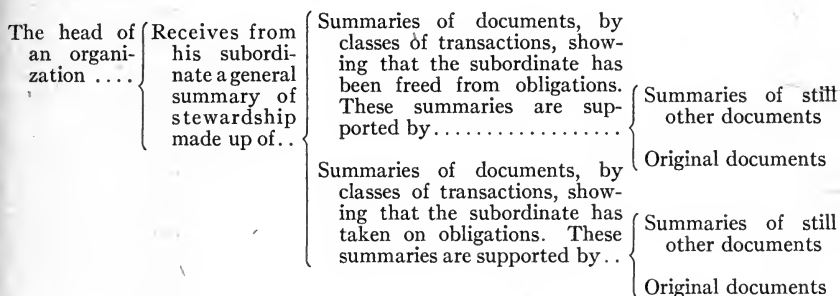 The head of
an organi-
zation ....
Receives from
his subordi-
nate a general
summary of
stewardship
made up of..
Summaries of documents, by
classes of transactions, show-
ing that the subordinate has
been freed from obligations.
These summaries are sup-
ported by..................
Summaries of still
other documents
Original documents
Summaries of documents, by
classes of transactions, show-
ing that the subordinate has
taken on obligations. These
summaries are supported by..
Summaries of still
other documents
Original documents